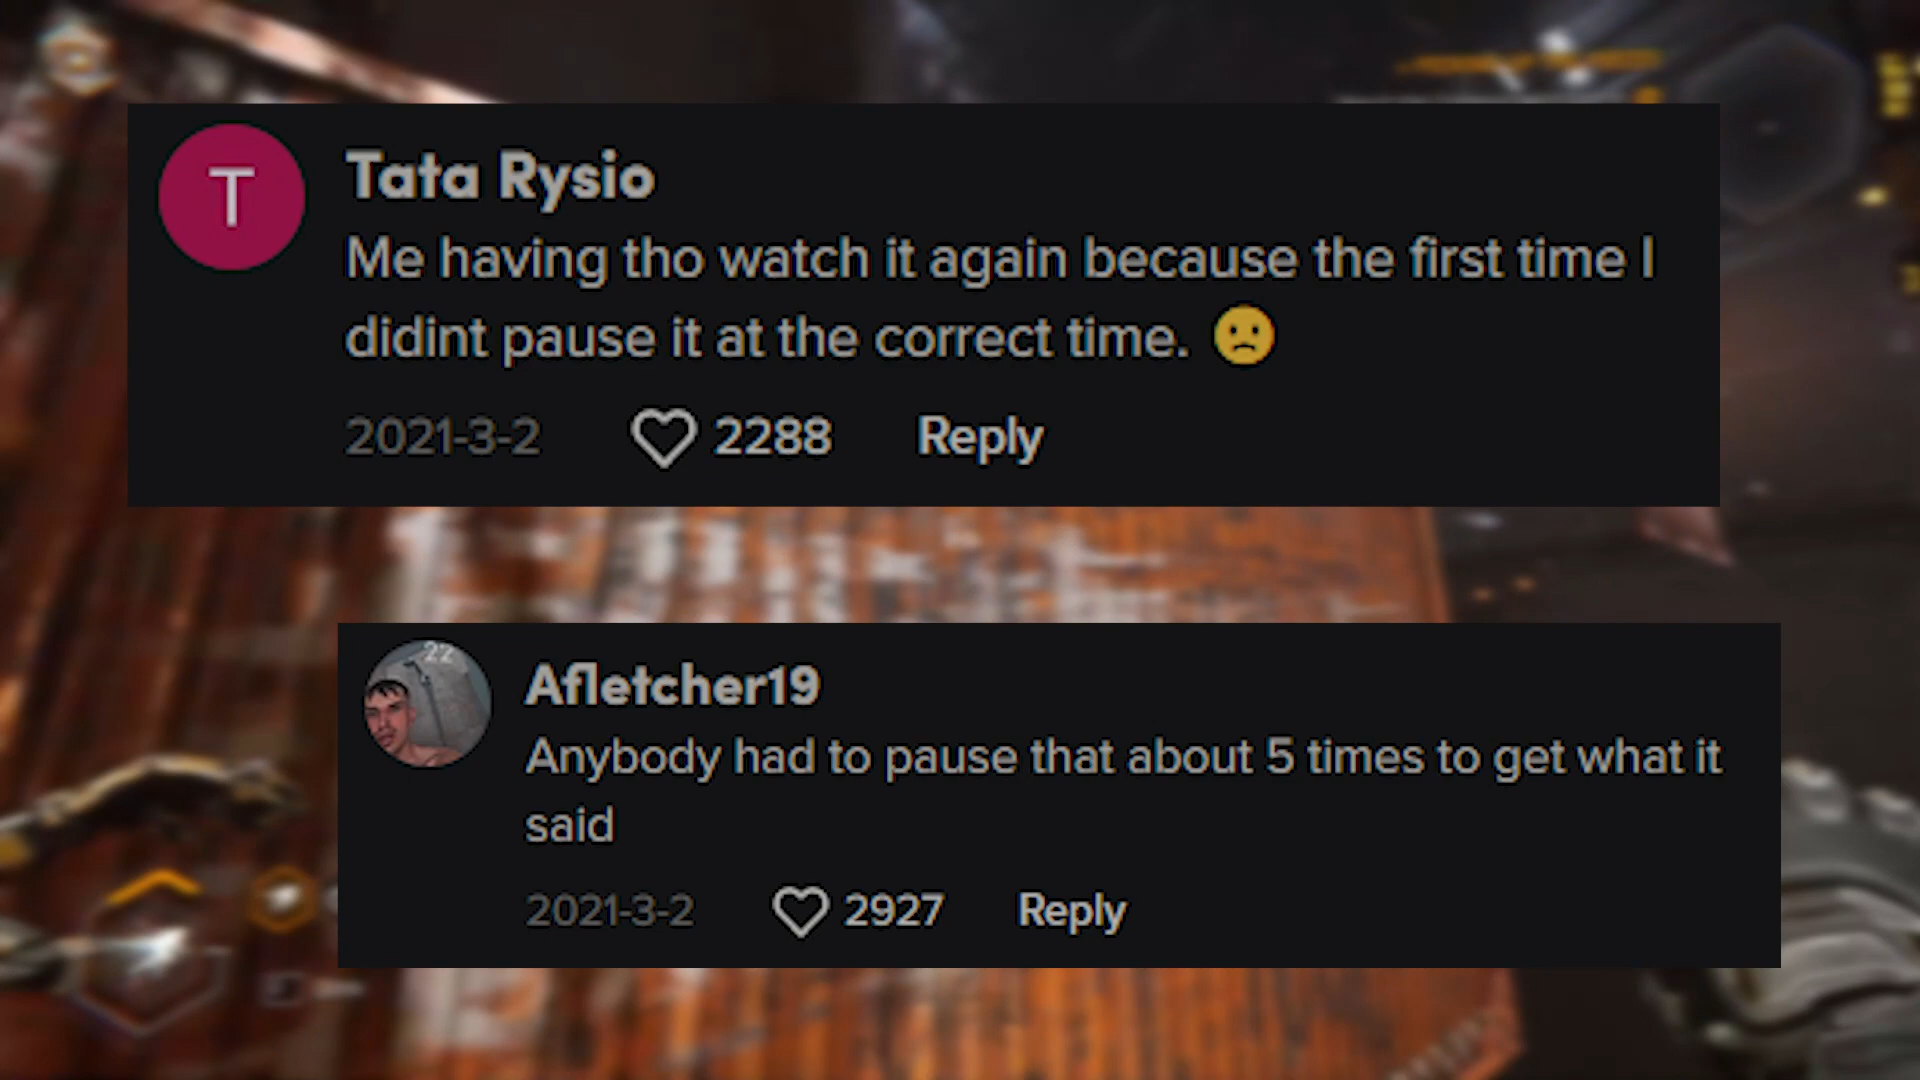 T
Tata Rysio
Me having tho watch it again because the first time I
didint pause it at the correct time. 🙁
2021-3-2 2288 Reply
22
Afletcher19
Anybody had to pause that about 5 times to get what it
said
2021-3-2 2927 Reply